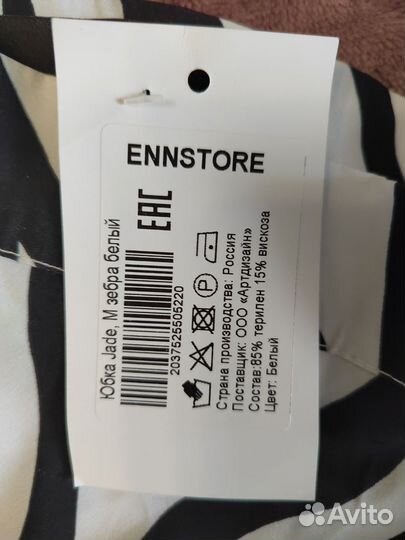 ENNSTORE
Юбка Jade, M зебра белый
2037525505220
EAC
P
Страна производства: Россия
Поставщик: ООО «Артдизайн»
Состав:85% терилен 15% вискоза
Цвет: Белый
Avito